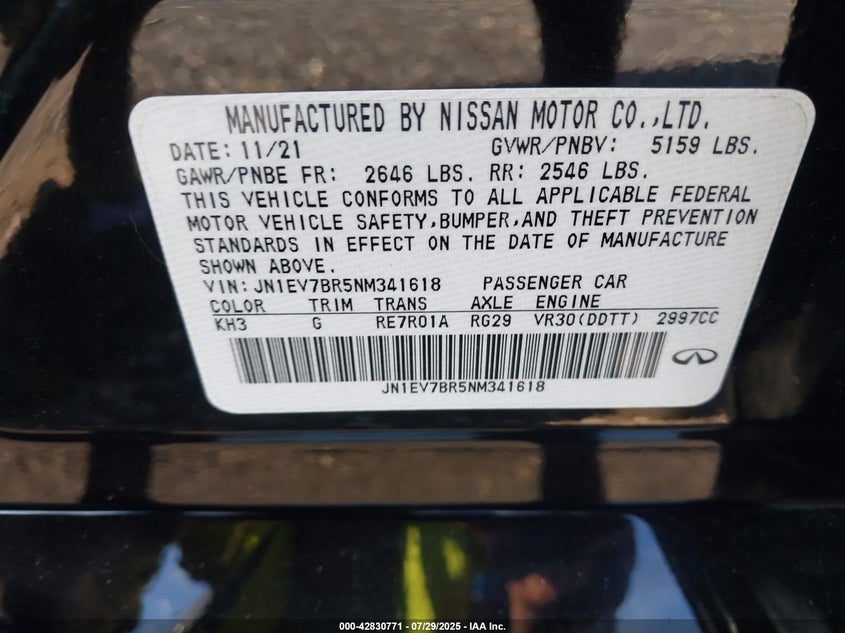 MANUFACTURED BY NISSAN MOTOR CO.,LTD.
DATE: 11/21 GVWR/PNBV: 5159 LBS.
GAWR/PNBE FR: 2646 LBS. RR: 2546 LBS.
THIS VEHICLE CONFORMS TO ALL APPLICABLE FEDERAL
MOTOR VEHICLE SAFETY,BUMPER,AND THEFT PREVENTION
STANDARDS IN EFFECT ON THE DATE OF MANUFACTURE
SHOWN ABOVE.
VIN: JN1EV7BR5NM341618 PASSENGER CAR
COLOR TRIM TRANS AXLE ENGINE
KH3 G RE7R01A RG29 VR30(DDTT) 2997CC
JN1EV7BR5NM341618
000-42830771 - 07/29/2025 - IAA Inc.